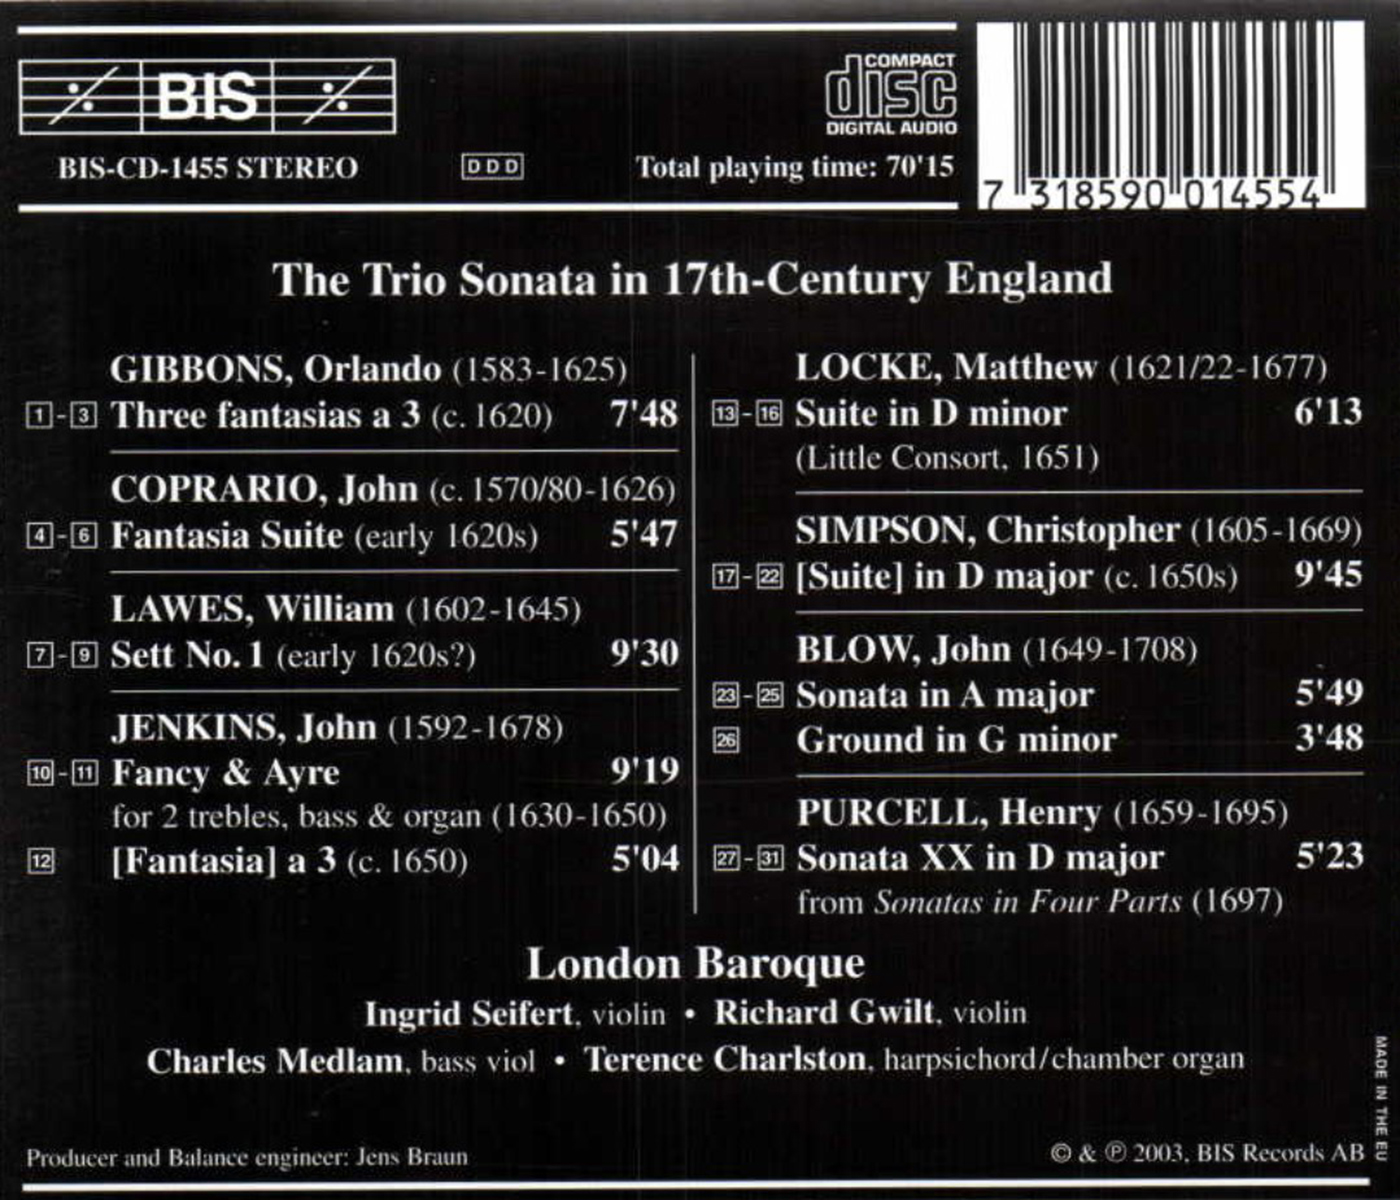 BIS
COMPACT
disc
DIGITAL AUDIO
BIS-CD-1455 STEREO
DDD
Total playing time: 70'15
7 318590 014554
The Trio Sonata in 17th-Century England
GIBBONS, Orlando (1583-1625)
1-3 Three fantasias a 3 (c. 1620) 7'48
COPRARIO, John (c. 1570/80-1626)
4-6 Fantasia Suite (early 1620s) 5'47
LAWES, William (1602-1645)
7-9 Sett No. 1 (early 1620s?) 9'30
JENKINS, John (1592-1678)
10-11 Fancy & Ayre 9'19
for 2 trebles, bass & organ (1630-1650)
12 [Fantasia] a 3 (c. 1650) 5'04
LOCKE, Matthew (1621/22-1677)
13-16 Suite in D minor 6'13
(Little Consort, 1651)
SIMPSON, Christopher (1605-1669)
17-22 [Suite] in D major (c. 1650s) 9'45
BLOW, John (1649-1708)
23-25 Sonata in A major 5'49
26 Ground in G minor 3'48
PURCELL, Henry (1659-1695)
27-31 Sonata XX in D major 5'23
from Sonatas in Four Parts (1697)
London Baroque
Ingrid Seifert, violin • Richard Gwilt, violin
Charles Medlam, bass viol • Terence Charlston, harpsichord/chamber organ
Producer and Balance engineer: Jens Braun
© & ℗ 2003, BIS Records AB
MADE IN THE EU